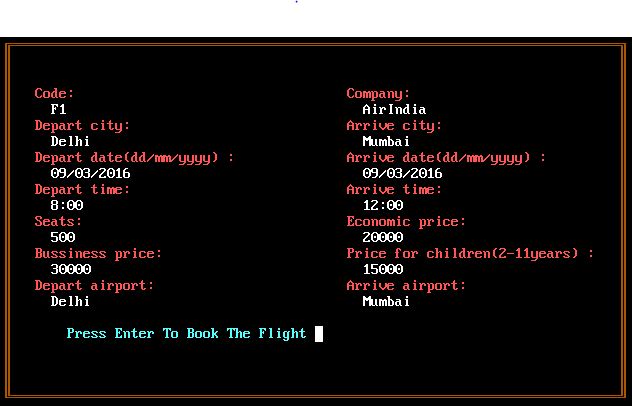 Code: Company:
F1 AirIndia
Depart city: Arrive city:
Delhi Mumbai
Depart date(dd/mm/yyyy) : Arrive date(dd/mm/yyyy) :
09/03/2016 09/03/2016
Depart time: Arrive time:
8:00 12:00
Seats: Economic price:
500 20000
Bussiness price: Price for children(2-11years) :
30000 15000
Depart airport: Arrive airport:
Delhi Mumbai
Press Enter To Book The Flight